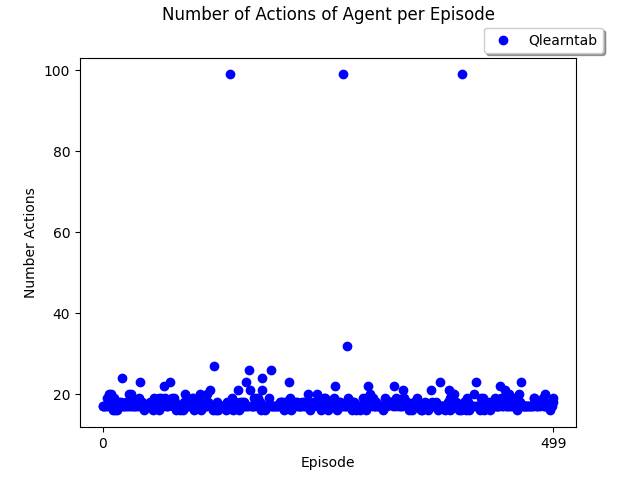 Number of Actions of Agent per Episode
Qlearntab
100
80
60
40
20
Number Actions
0
499
Episode